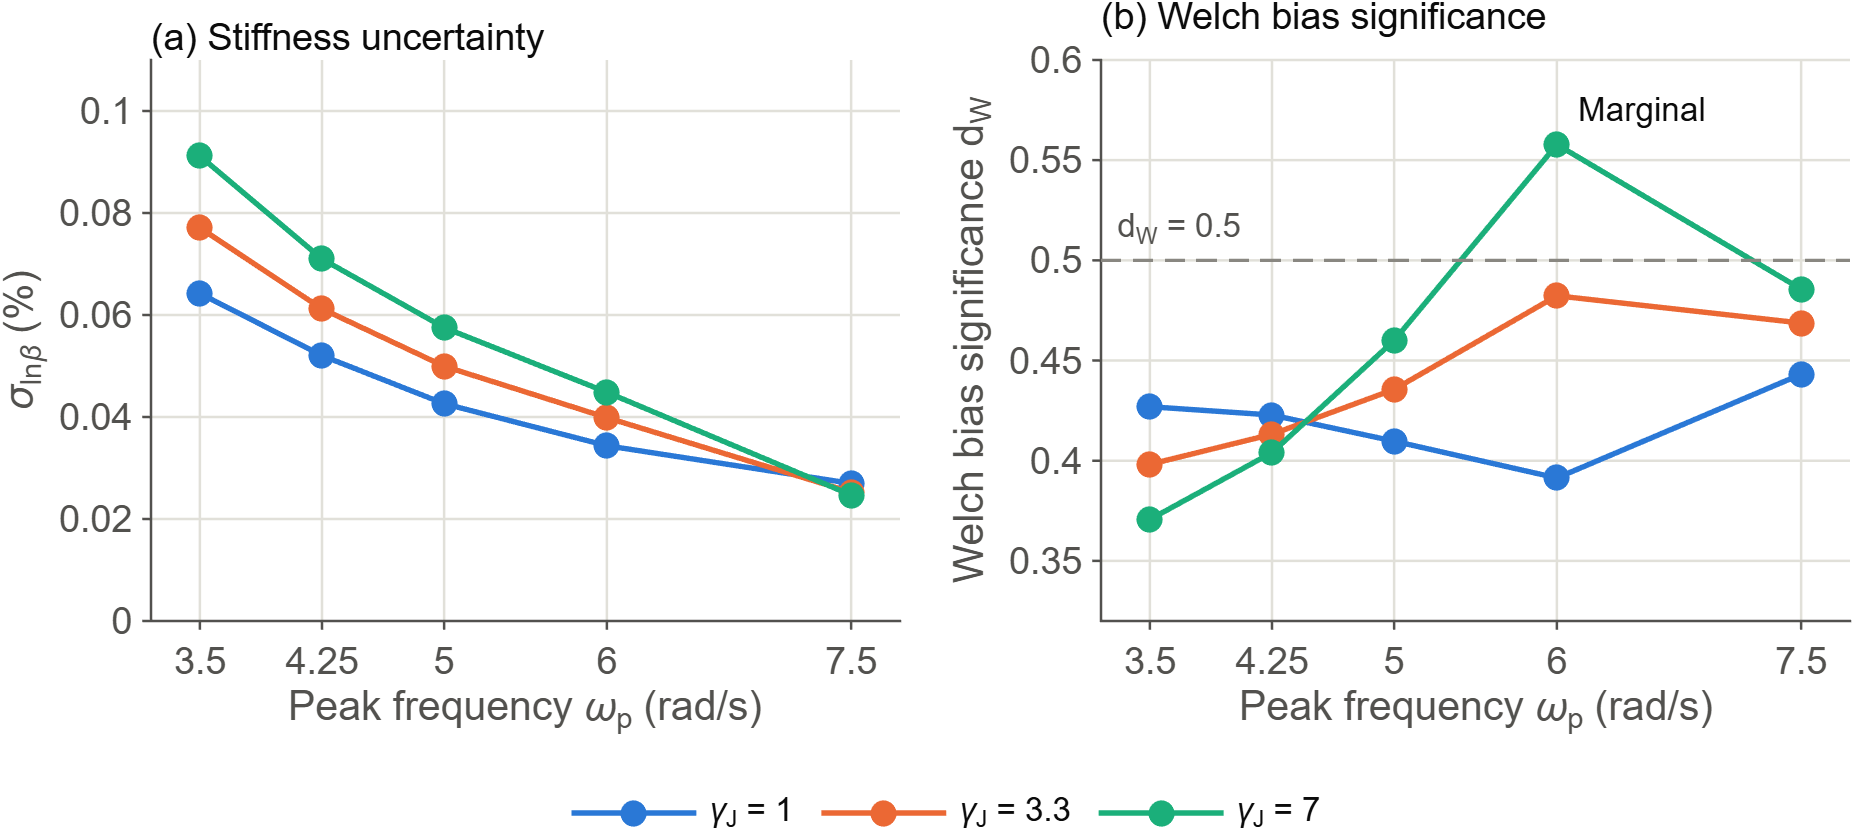 (a) Stiffness uncertainty
0.1
0.08
0.06
0.04
0.02
0
σlnβ (%)
3.5 4.25 5 6 7.5
Peak frequency ωp (rad/s)
(b) Welch bias significance
0.6
0.55
0.5
0.45
0.4
0.35
Welch bias significance dW
Marginal
dW = 0.5
3.5 4.25 5 6 7.5
Peak frequency ωp (rad/s)
γJ = 1 γJ = 3.3 γJ = 7